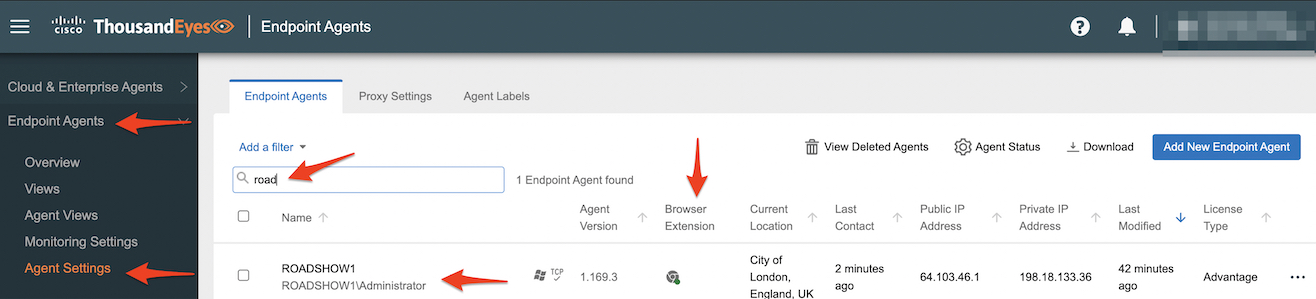 CISCO ThousandEyes Endpoint Agents
Cloud & Enterprise Agents
Endpoint Agents
Overview
Views
Agent Views
Monitoring Settings
Agent Settings
Endpoint Agents Proxy Settings Agent Labels
Add a filter View Deleted Agents Agent Status Download Add New Endpoint Agent
road 1 Endpoint Agent found
Name Agent Version Browser Extension Current Location Last Contact Public IP Address Private IP Address Last Modified License Type
ROADSHOW1
ROADSHOW1\Administrator
TCP
1.169.3
City of
London,
England, UK
2 minutes
ago
64.103.46.1
198.18.133.36
42 minutes
ago
Advantage